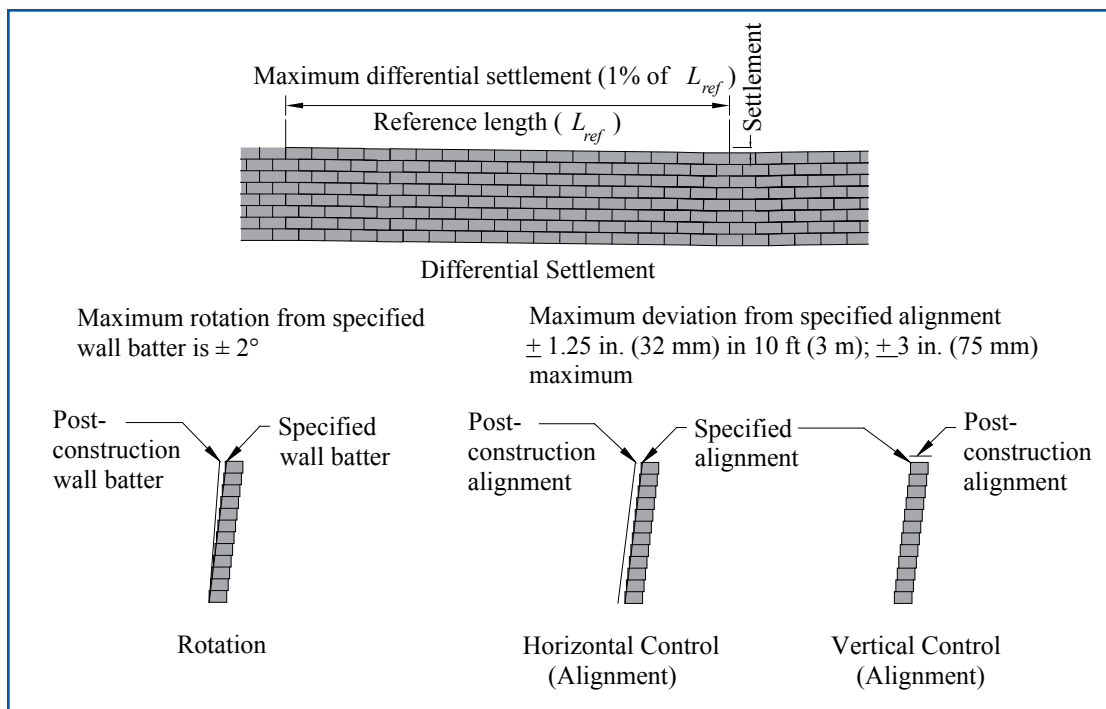 Maximum differential settlement (1% of L_ref)
Settlement
Reference length (L_ref)
Differential Settlement
Maximum rotation from specified
wall batter is ± 2°
Maximum deviation from specified alignment
± 1.25 in. (32 mm) in 10 ft (3 m); ± 3 in. (75 mm)
maximum
Post-
construction
wall batter
Specified
wall batter
Rotation
Post-
construction
alignment
Specified
alignment
Horizontal Control
(Alignment)
Post-
construction
alignment
Vertical Control
(Alignment)